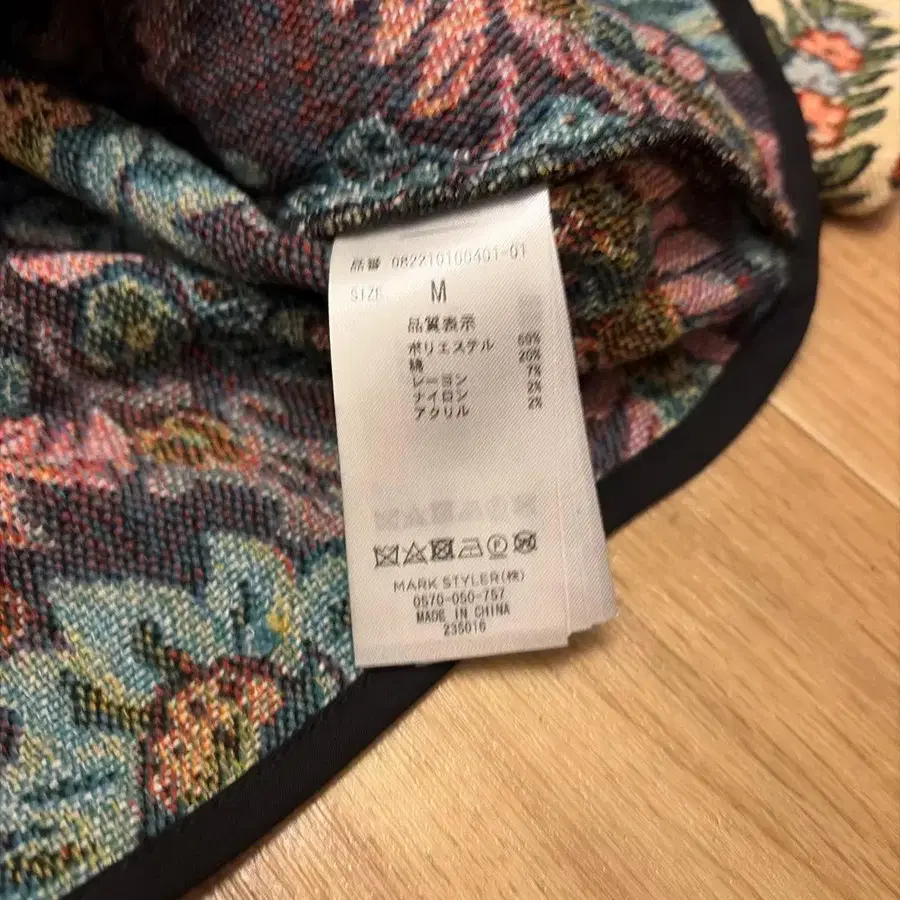 品番 082210100401-01
SIZE M
品質表示
ポリエステル 69%
綿 20%
レーヨン 7%
ナイロン 2%
アクリル 2%
MARK STYLER(株)
0570-050-757
MADE IN CHINA
235016